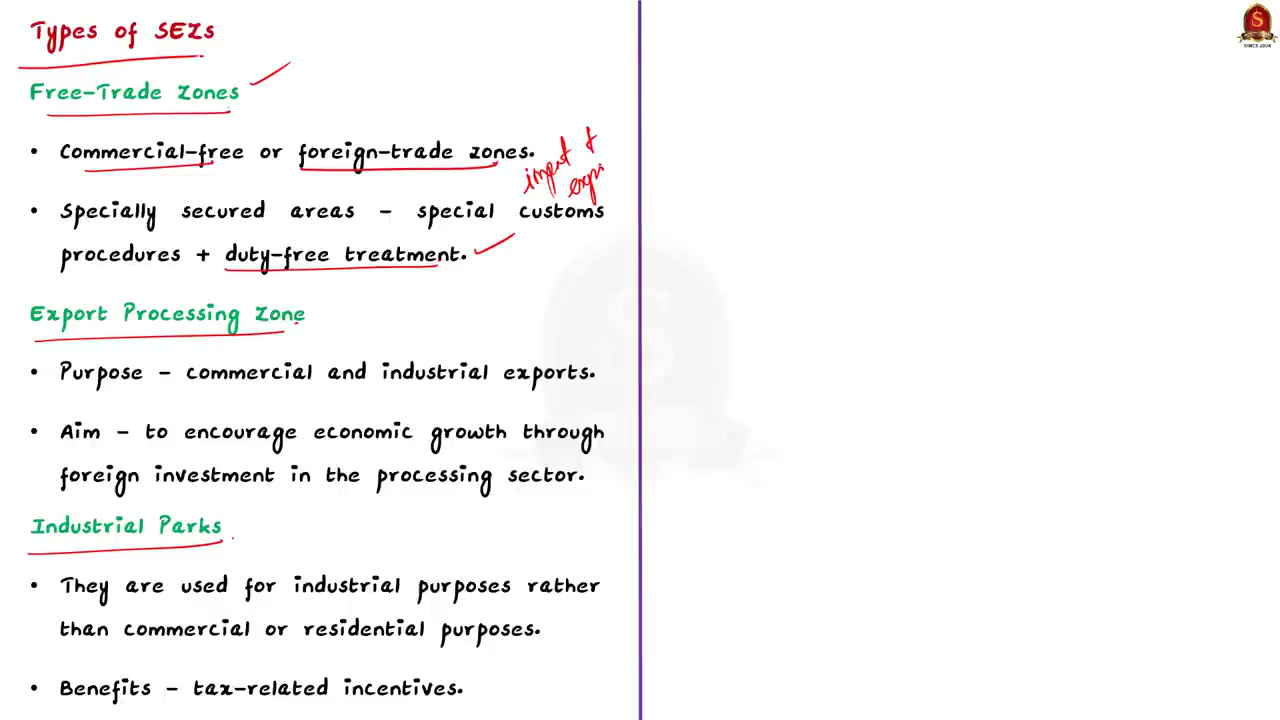 Types of SEZs
Free-Trade Zones
• Commercial-free or foreign-trade zones.
import &
• Specially secured areas - special customs
procedures + duty-free treatment.
Export Processing Zone
• Purpose - commercial and industrial exports.
• Aim - to encourage economic growth through
foreign investment in the processing sector.
Industrial Parks
• They are used for industrial purposes rather
than commercial or residential purposes.
• Benefits - tax-related incentives.
S
SINCE 2004